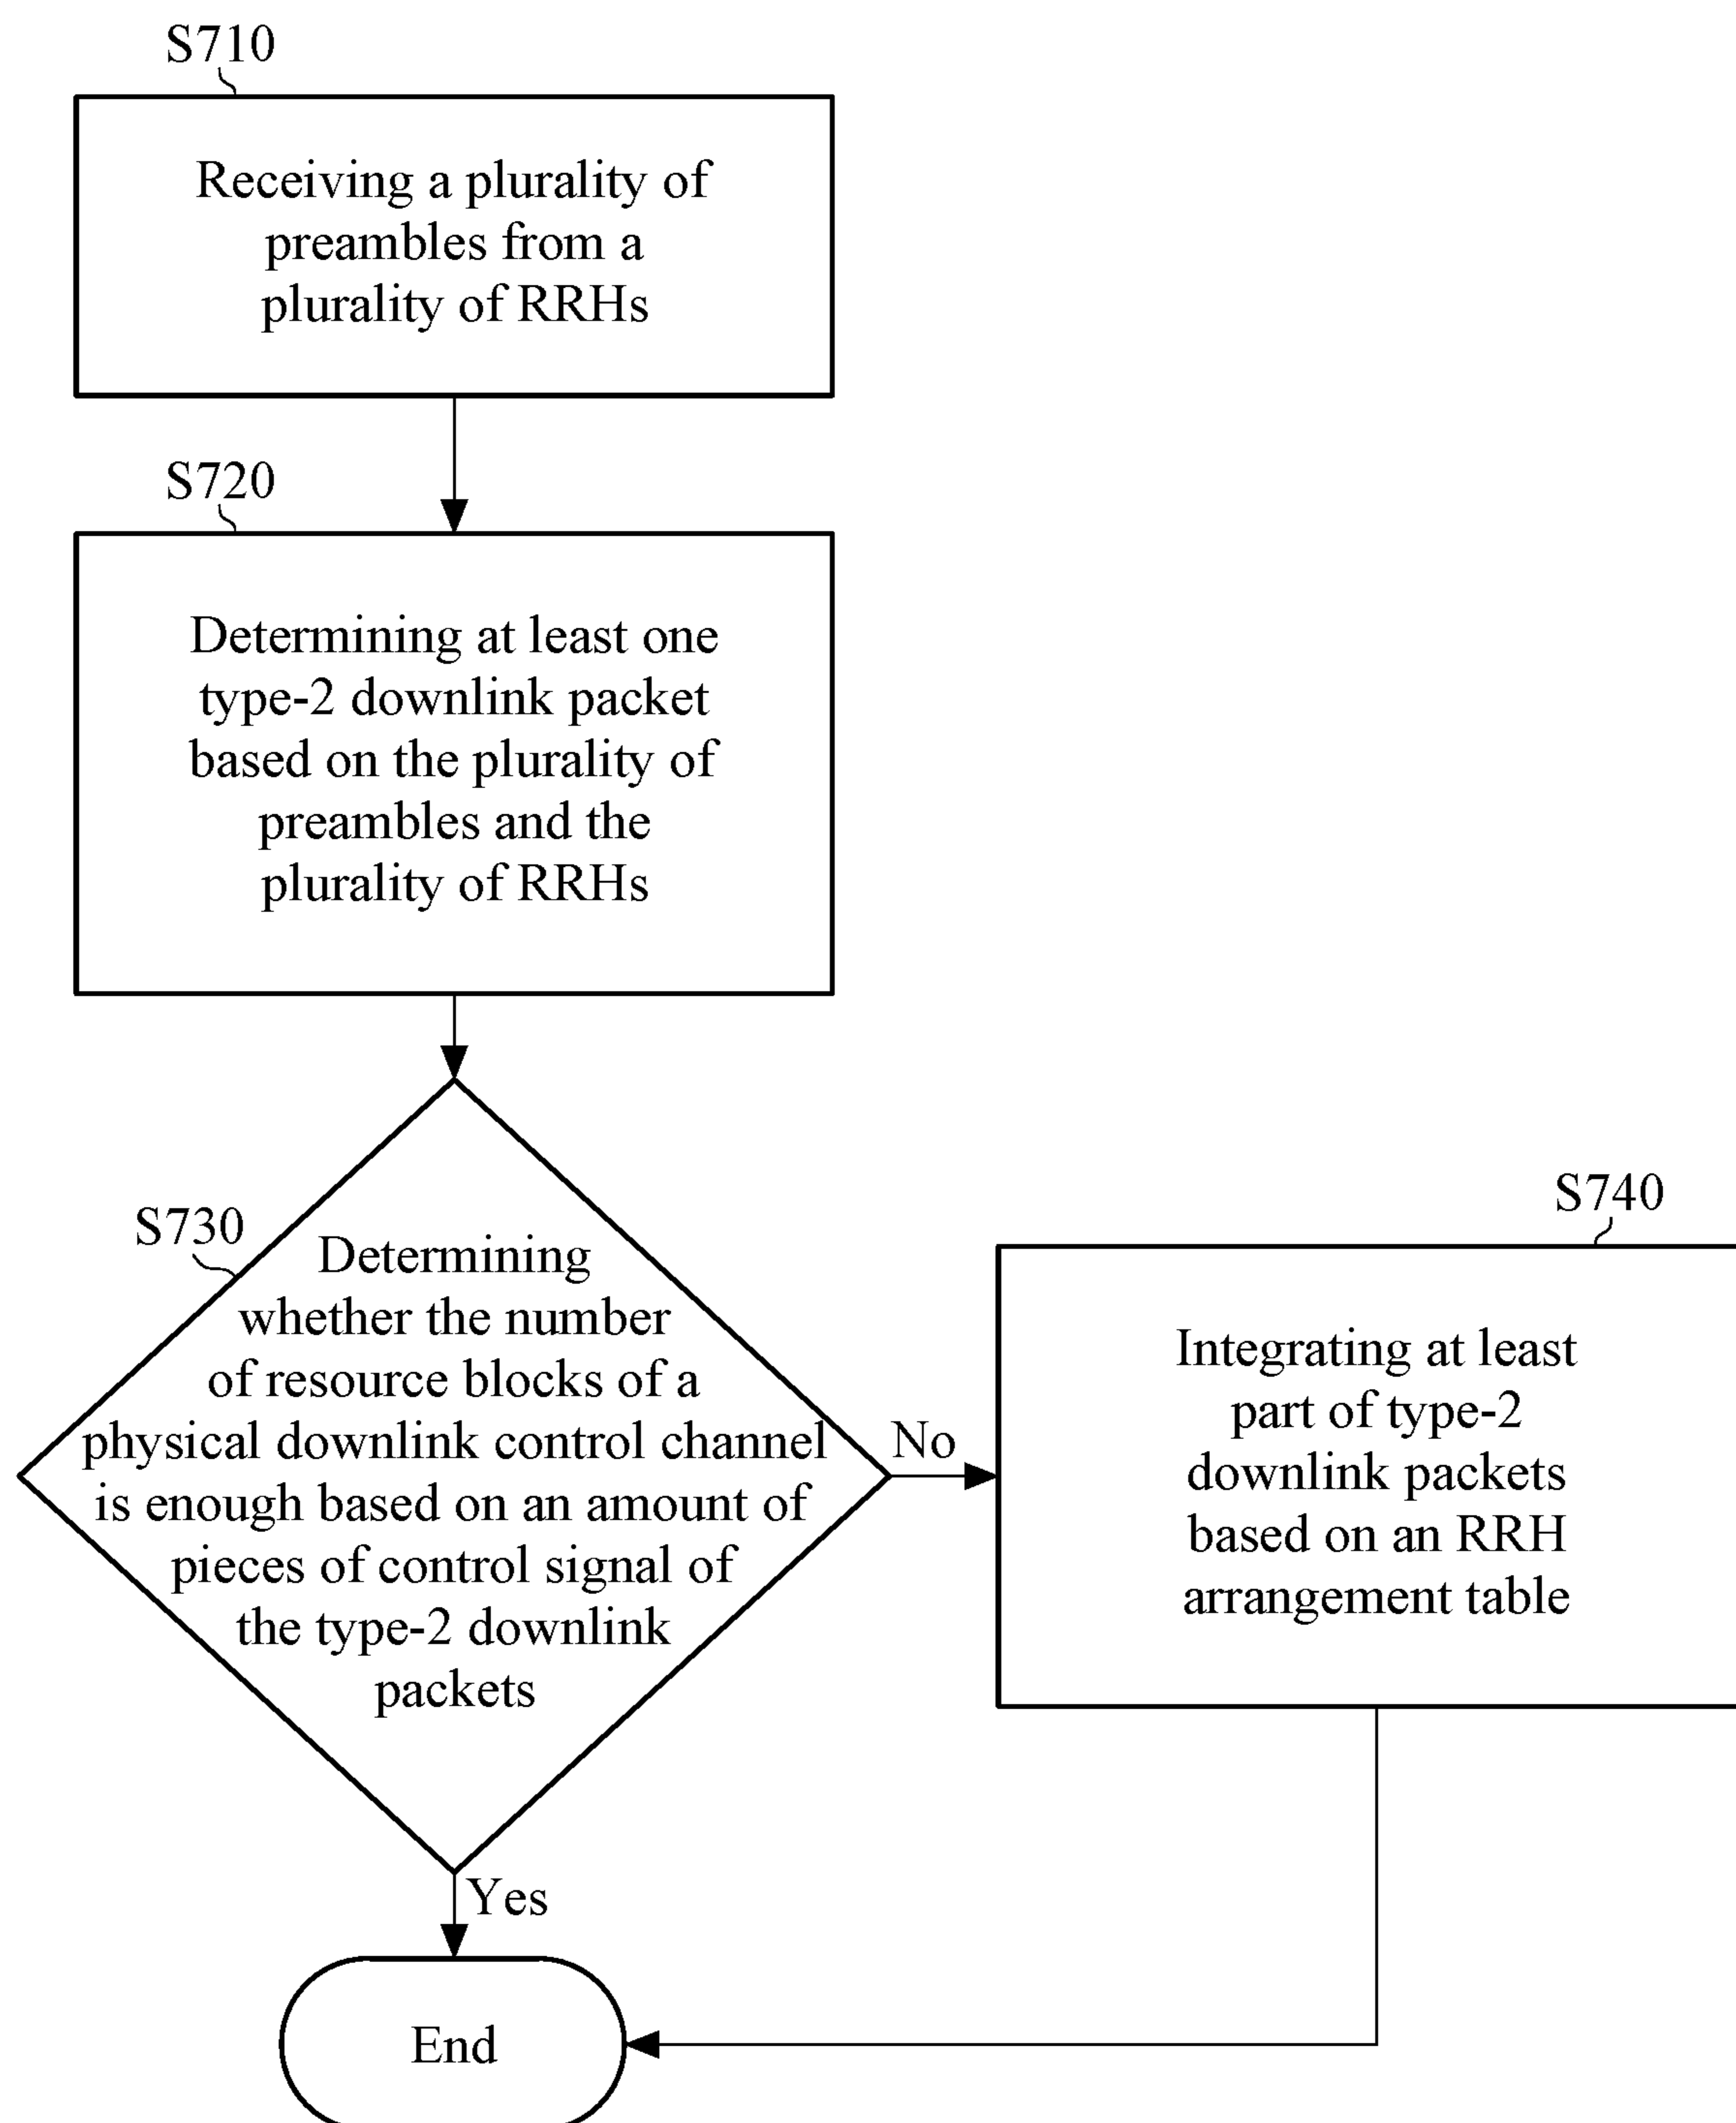 S710
Receiving a plurality of
preambles from a
plurality of RRHs
S720
Determining at least one
type-2 downlink packet
based on the plurality of
preambles and the
plurality of RRHs
S730
Determining
whether the number
of resource blocks of a
physical downlink control channel
is enough based on an amount of
pieces of control signal of
the type-2 downlink
packets
No
S740
Integrating at least
part of type-2
downlink packets
based on an RRH
arrangement table
Yes
End